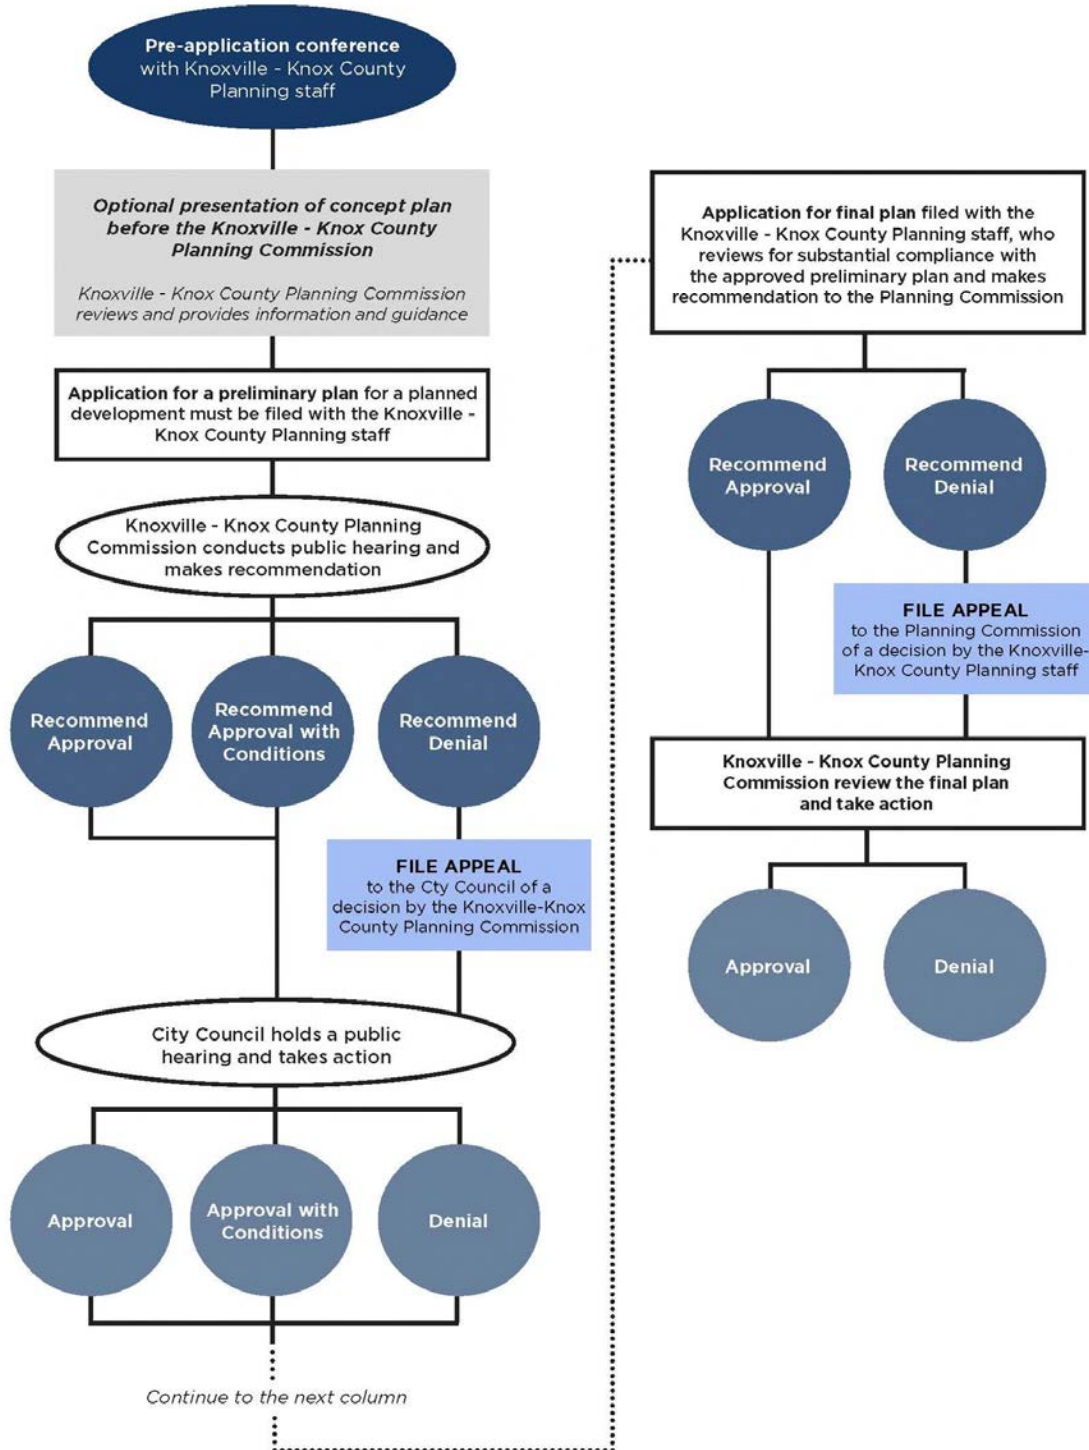 Pre-application conference
with Knoxville - Knox County
Planning staff
Optional presentation of concept plan
before the Knoxville - Knox County
Planning Commission
Knoxville - Knox County Planning Commission
reviews and provides information and guidance
Application for a preliminary plan for a planned
development must be filed with the Knoxville -
Knox County Planning staff
Knoxville - Knox County Planning
Commission conducts public hearing and
makes recommendation
Recommend
Approval
Recommend
Approval with
Conditions
Recommend
Denial
FILE APPEAL
to the Cty Council of a
decision by the Knoxville-Knox
County Planning Commission
City Council holds a public
hearing and takes action
Approval
Approval with
Conditions
Denial
Continue to the next column
Application for final plan filed with the
Knoxville - Knox County Planning staff, who
reviews for substantial compliance with
the approved preliminary plan and makes
recommendation to the Planning Commission
Recommend
Approval
Recommend
Denial
FILE APPEAL
to the Planning Commission
of a decision by the Knoxville-
Knox County Planning staff
Knoxville - Knox County Planning
Commission review the final plan
and take action
Approval
Denial